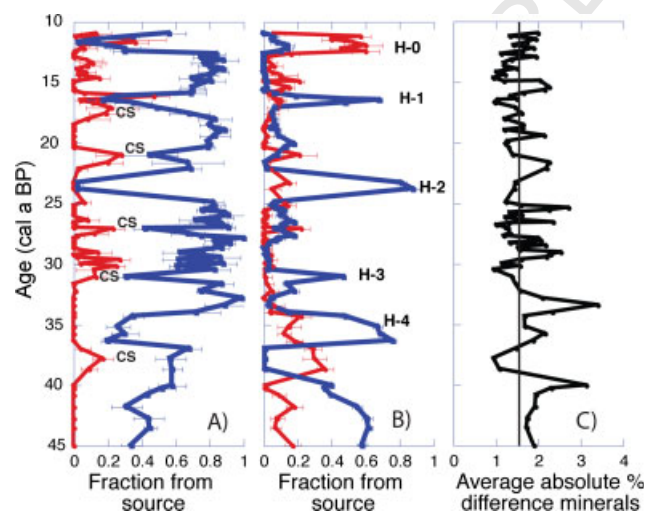 10
15
20
25
30
35
40
45
Age (cal a BP)
CS
CS
CS
CS
CS
A)
0 0.2 0.4 0.6 0.8 1
Fraction from
source
H-0
H-1
H-2
H-3
H-4
B)
0 0.2 0.4 0.6 0.8 1
Fraction from
source
C)
0 1 2 3 4
Average absolute %
difference minerals